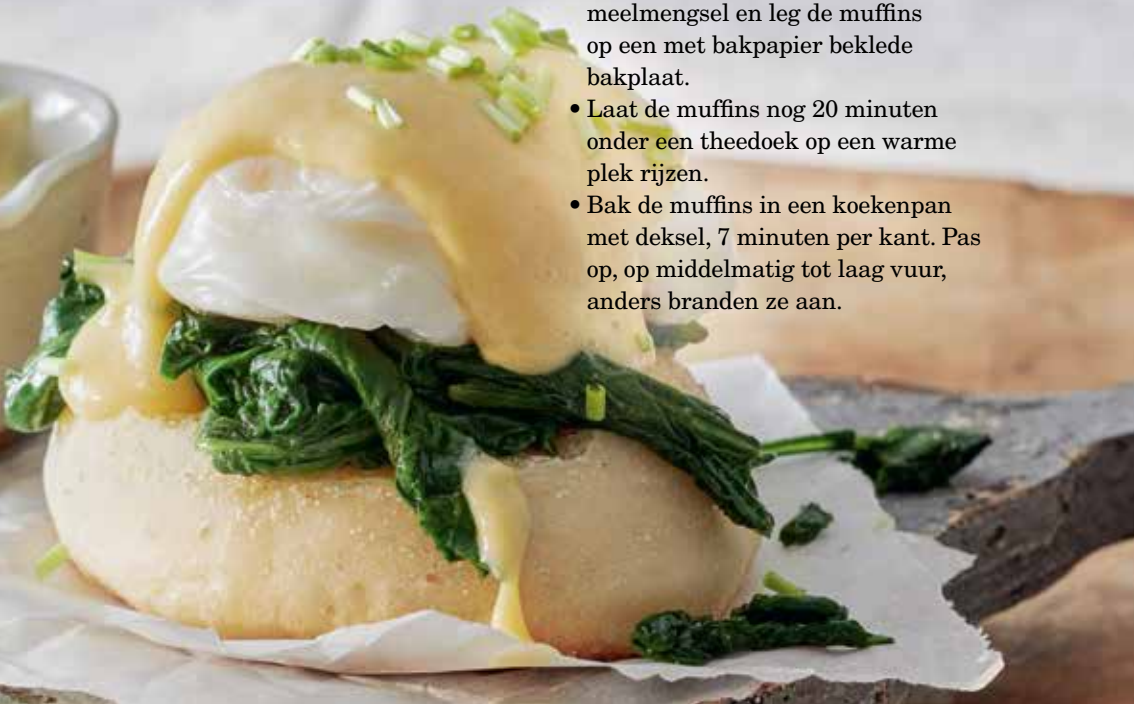 meelmengsel en leg de muffins
op een met bakpapier beklede
bakplaat.
• Laat de muffins nog 20 minuten
onder een theedoek op een warme
plek rijzen.
• Bak de muffins in een koekenpan
met deksel, 7 minuten per kant. Pas
op, op middelmatig tot laag vuur,
anders branden ze aan.